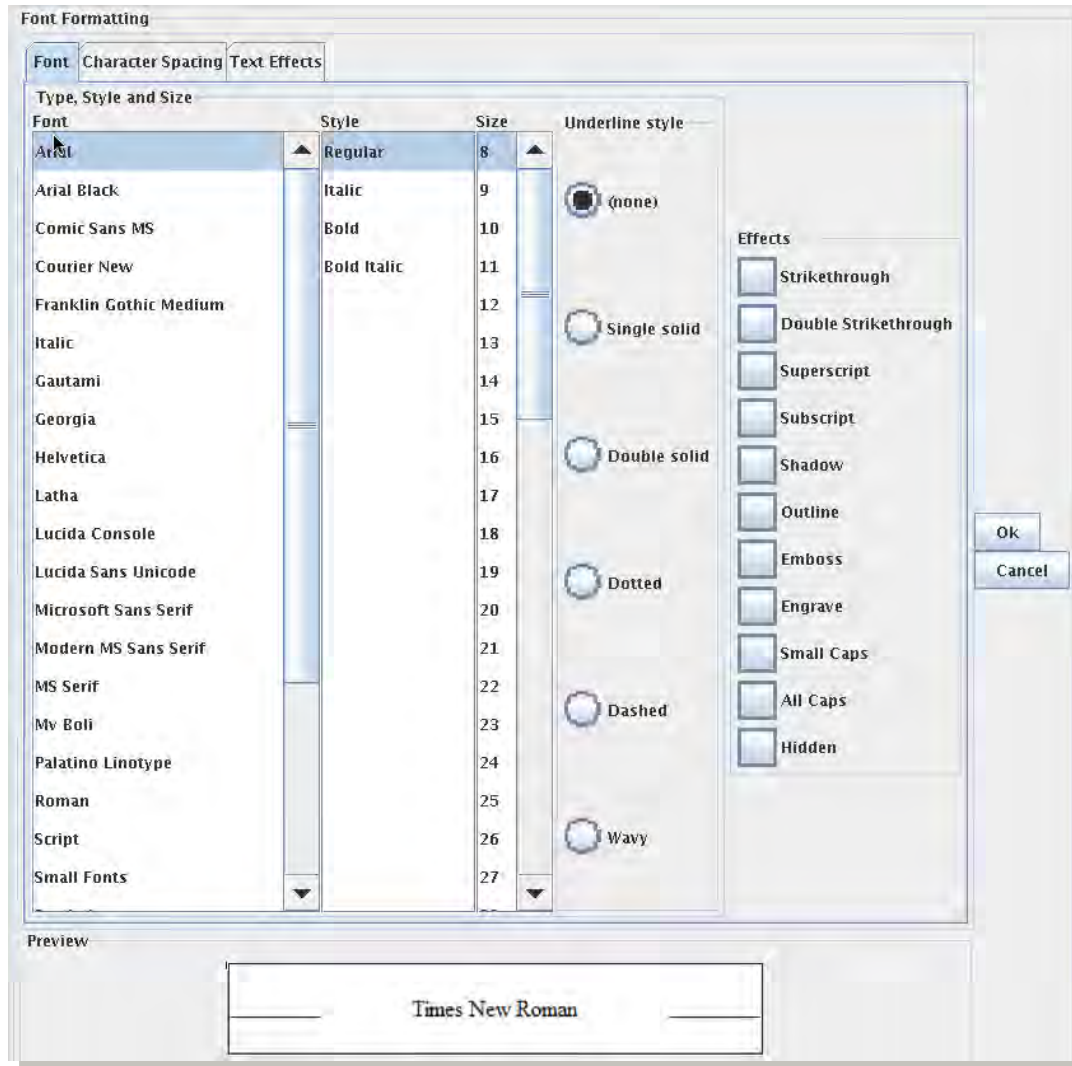 Font Formatting
Font Character Spacing Text Effects
Type, Style and Size
Font Style Size Underline style
Arial Regular 8
Arial Black Italic 9
(none)
Comic Sans MS Bold 10
Effects
Courier New Bold Italic 11
Strikethrough
Franklin Gothic Medium 12
Single solid Double Strikethrough
Italic 13
Superscript
Gautami 14
Georgia 15 Subscript
Helvetica 16 Double solid
Shadow
Latha 17
Outline
Lucida Console 18 Ok
Emboss
Lucida Sans Unicode 19 Cancel
Dotted
Microsoft Sans Serif 20 Engrave
Modern MS Sans Serif 21 Small Caps
MS Serif 22
All Caps
Dashed
Mv Boli 23
Hidden
Palatino Linotype 24
Roman 25
Script 26 Wavy
Small Fonts 27
Preview
Times New Roman